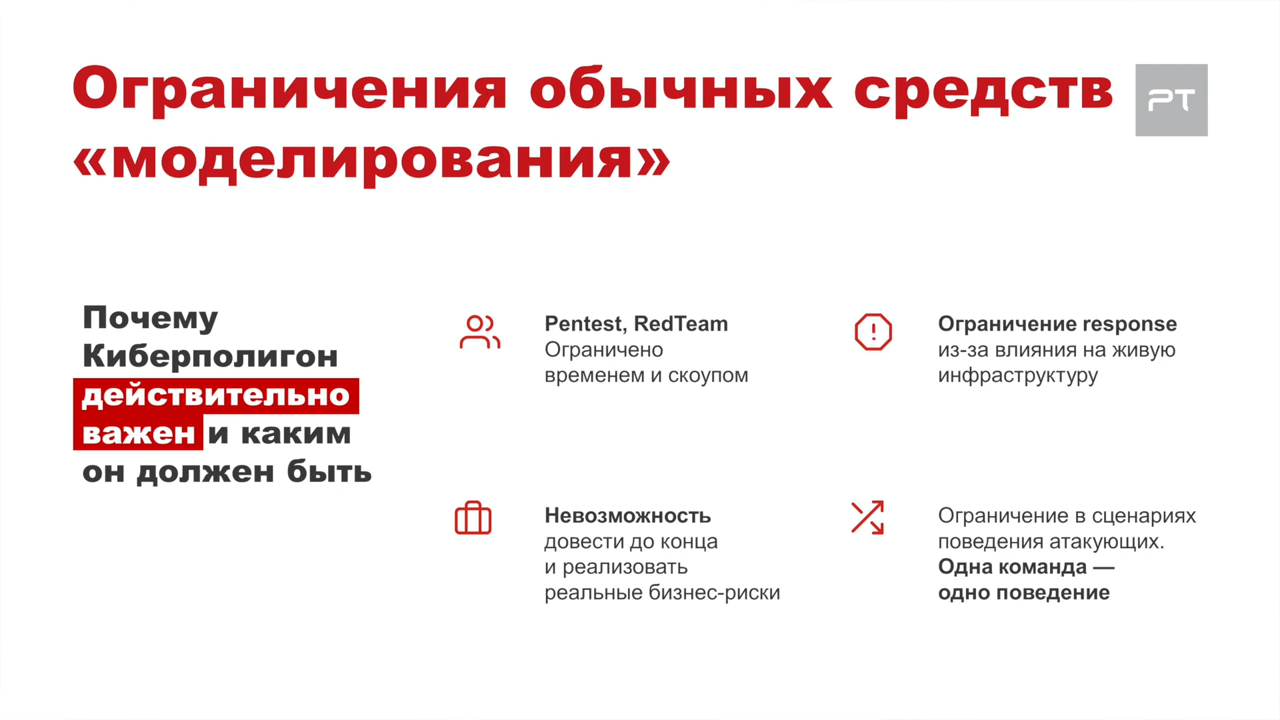 Ограничения обычных средств
«моделирования»
PT
Почему
Киберполигон
действительно
важен и каким
он должен быть
Pentest, RedTeam
Ограничено
временем и скоупом
Ограничение response
из-за влияния на живую
инфраструктуру
Невозможность
довести до конца
и реализовать
реальные бизнес-риски
Ограничение в сценариях
поведения атакующих.
Одна команда —
одно поведение